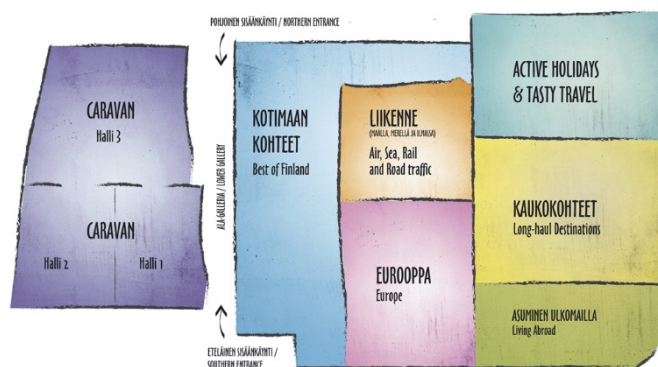 POHJOINEN SISÄÄNKÄYNTI / NORTHERN ENTRANCE
CARAVAN
Halli 3
CARAVAN
Halli 2
Halli 1
ALA-GALLERIA / LOWER GALLERY
KOTIMAAN
KOHTEET
Best of Finland
LIIKENNE
(MAALLA, MERELLÄ JA ILMASSA)
Air, Sea, Rail
and Road traffic
EUROOPPA
Europe
ACTIVE HOLIDAYS
& TASTY TRAVEL
KAUKOKOHTEET
Long-haul Destinations
ASUMINEN ULKOMAILLA
Living Abroad
ETELÄINEN SISÄÄNKÄYNTI /
SOUTHERN ENTRANCE